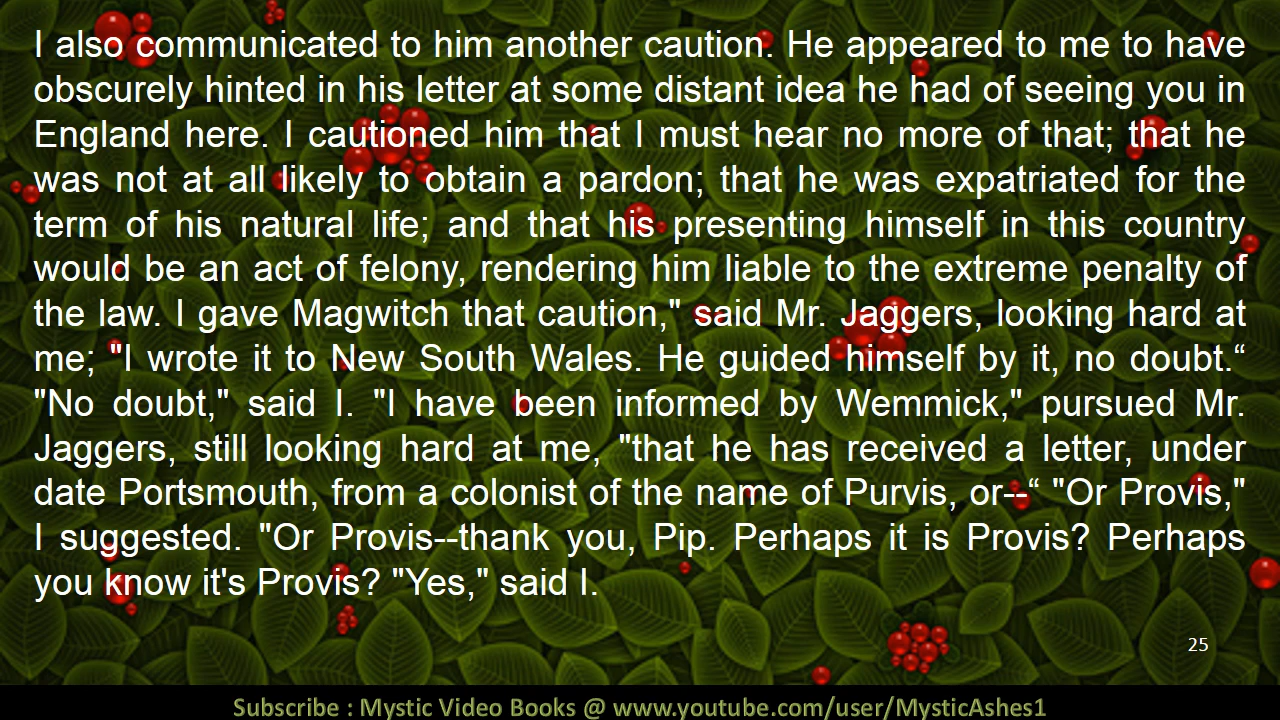 I also communicated to him another caution. He appeared to me to have
obscurely hinted in his letter at some distant idea he had of seeing you in
England here. I cautioned him that I must hear no more of that; that he
was not at all likely to obtain a pardon; that he was expatriated for the
term of his natural life; and that his presenting himself in this country
would be an act of felony, rendering him liable to the extreme penalty of
the law. I gave Magwitch that caution," said Mr. Jaggers, looking hard at
me; "I wrote it to New South Wales. He guided himself by it, no doubt.“
"No doubt," said I. "I have been informed by Wemmick," pursued Mr.
Jaggers, still looking hard at me, "that he has received a letter, under
date Portsmouth, from a colonist of the name of Purvis, or--“ "Or Provis,"
I suggested. "Or Provis--thank you, Pip. Perhaps it is Provis? Perhaps
you know it's Provis? "Yes," said I.
25
Subscribe : Mystic Video Books @ www.youtube.com/user/MysticAshes1